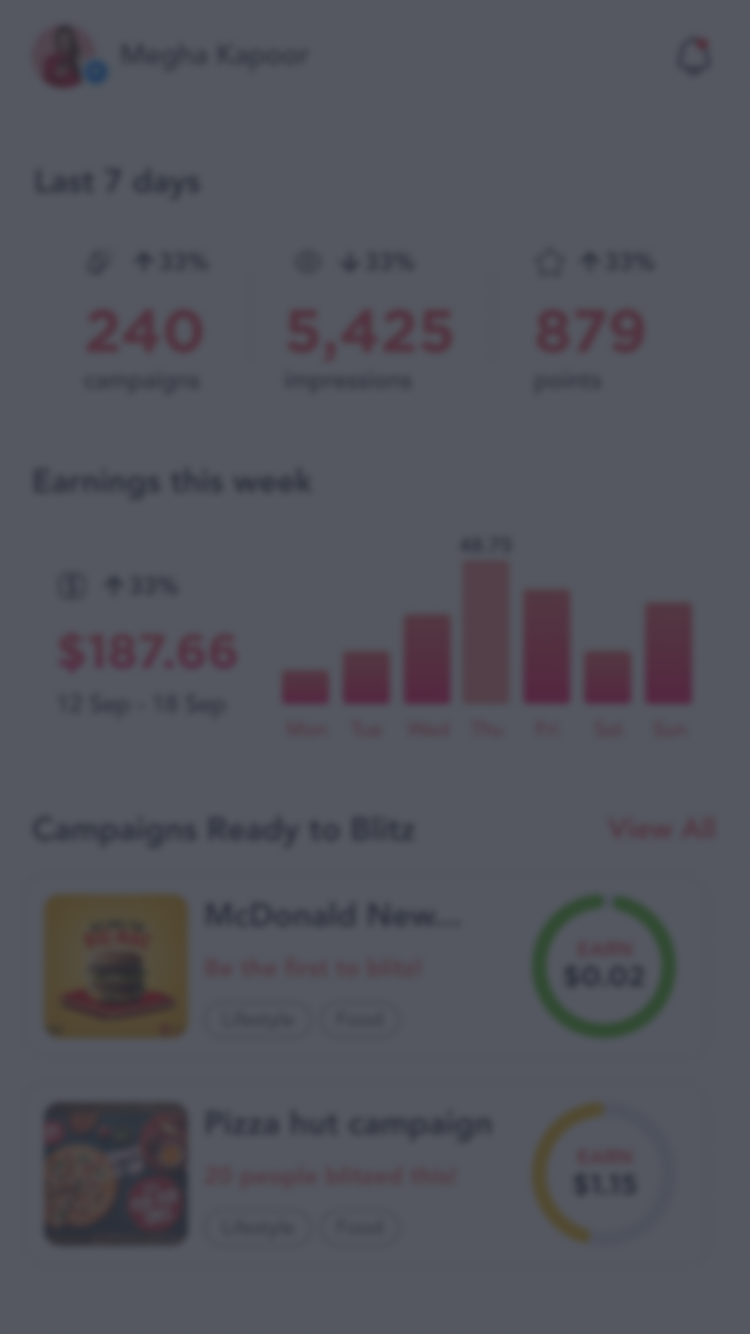 Megha Kapoor
Last 7 days
↑33% ↓33% ↑33%
240 5,425 879
campaigns impressions points
Earnings this week
48.75
↑33%
$187.66
12 Sep - 18 Sep
Mon Tue Wed Thu Fri Sat Sun
Campaigns Ready to Blitz View All
McDonald New...
EARN
Be the first to blitz!
$0.02
Lifestyle Food
Pizza hut campaign
EARN
20 people blitzed this!
$1.15
Lifestyle Food